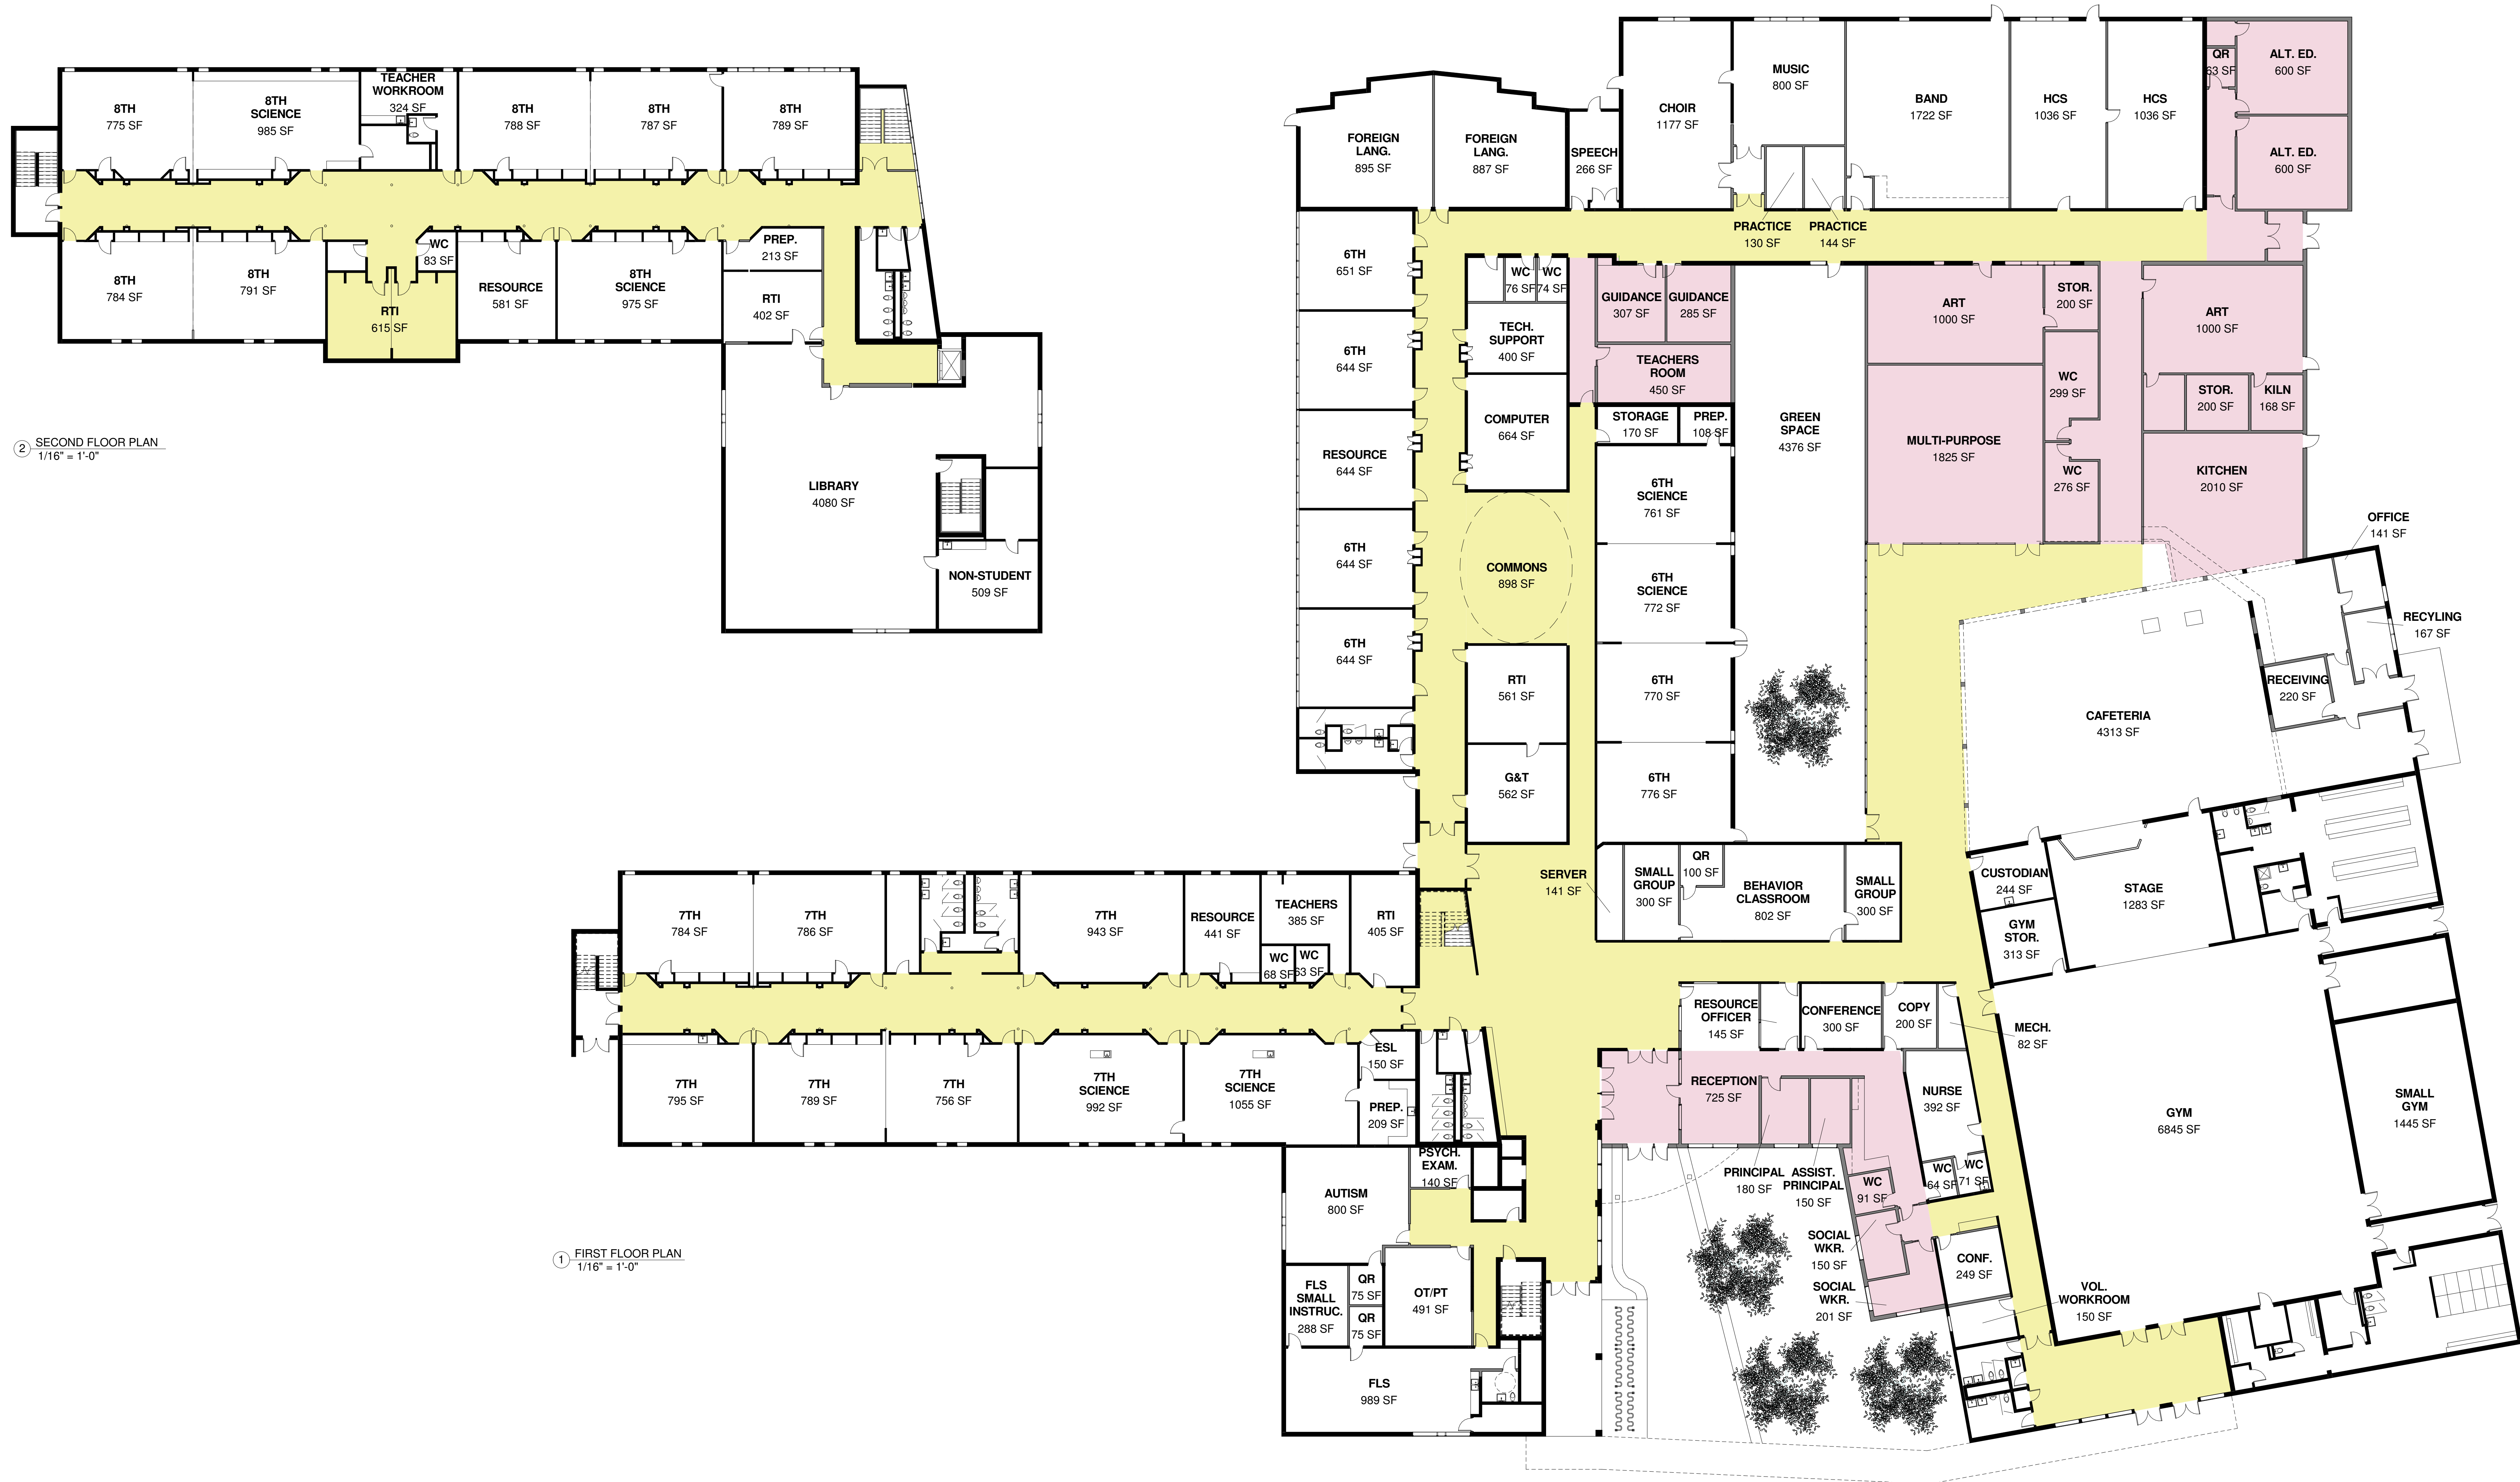 8TH
775 SF
8TH
SCIENCE
985 SF
TEACHER
WORKROOM
324 SF
8TH
788 SF
8TH
787 SF
8TH
789 SF
8TH
784 SF
8TH
791 SF
WC
83 SF
RTI
615 SF
RESOURCE
581 SF
8TH
SCIENCE
975 SF
PREP.
213 SF
RTI
402 SF
LIBRARY
4080 SF
NON-STUDENT
509 SF
2
SECOND FLOOR PLAN
1/16" = 1'-0"
FOREIGN
LANG.
895 SF
FOREIGN
LANG.
887 SF
SPEECH
266 SF
CHOIR
1177 SF
MUSIC
800 SF
BAND
1722 SF
HCS
1036 SF
HCS
1036 SF
QR
63 SF
ALT. ED.
600 SF
ALT. ED.
600 SF
PRACTICE
130 SF
PRACTICE
144 SF
6TH
651 SF
6TH
644 SF
RESOURCE
644 SF
6TH
644 SF
6TH
644 SF
WC
76 SF
WC
74 SF
TECH.
SUPPORT
400 SF
COMPUTER
664 SF
GUIDANCE
307 SF
GUIDANCE
285 SF
TEACHERS
ROOM
450 SF
STORAGE
170 SF
PREP.
108 SF
6TH
SCIENCE
761 SF
COMMONS
898 SF
6TH
SCIENCE
772 SF
RTI
561 SF
6TH
770 SF
G&T
562 SF
6TH
776 SF
GREEN
SPACE
4376 SF
ART
1000 SF
STOR.
200 SF
ART
1000 SF
WC
299 SF
STOR.
200 SF
KILN
168 SF
MULTI-PURPOSE
1825 SF
WC
276 SF
KITCHEN
2010 SF
OFFICE
141 SF
RECYLING
167 SF
RECEIVING
220 SF
CAFETERIA
4313 SF
SERVER
141 SF
SMALL
GROUP
300 SF
QR
100 SF
BEHAVIOR
CLASSROOM
802 SF
SMALL
GROUP
300 SF
CUSTODIAN
244 SF
STAGE
1283 SF
GYM
STOR.
313 SF
7TH
784 SF
7TH
786 SF
7TH
943 SF
RESOURCE
441 SF
TEACHERS
385 SF
WC
68 SF
WC
63 SF
RTI
405 SF
7TH
795 SF
7TH
789 SF
7TH
756 SF
7TH
SCIENCE
992 SF
7TH
SCIENCE
1055 SF
ESL
150 SF
PREP.
209 SF
RESOURCE
OFFICER
145 SF
CONFERENCE
300 SF
COPY
200 SF
MECH.
82 SF
RECEPTION
725 SF
NURSE
392 SF
PRINCIPAL
180 SF
ASSIST.
PRINCIPAL
150 SF
WC
91 SF
WC
64 SF
WC
71 SF
GYM
6845 SF
SMALL
GYM
1445 SF
SOCIAL
WKR.
150 SF
SOCIAL
WKR.
201 SF
CONF.
249 SF
VOL.
WORKROOM
150 SF
PSYCH.
EXAM.
140 SF
AUTISM
800 SF
FLS
SMALL
INSTRUC.
288 SF
QR
75 SF
QR
75 SF
OT/PT
491 SF
FLS
989 SF
1
FIRST FLOOR PLAN
1/16" = 1'-0"